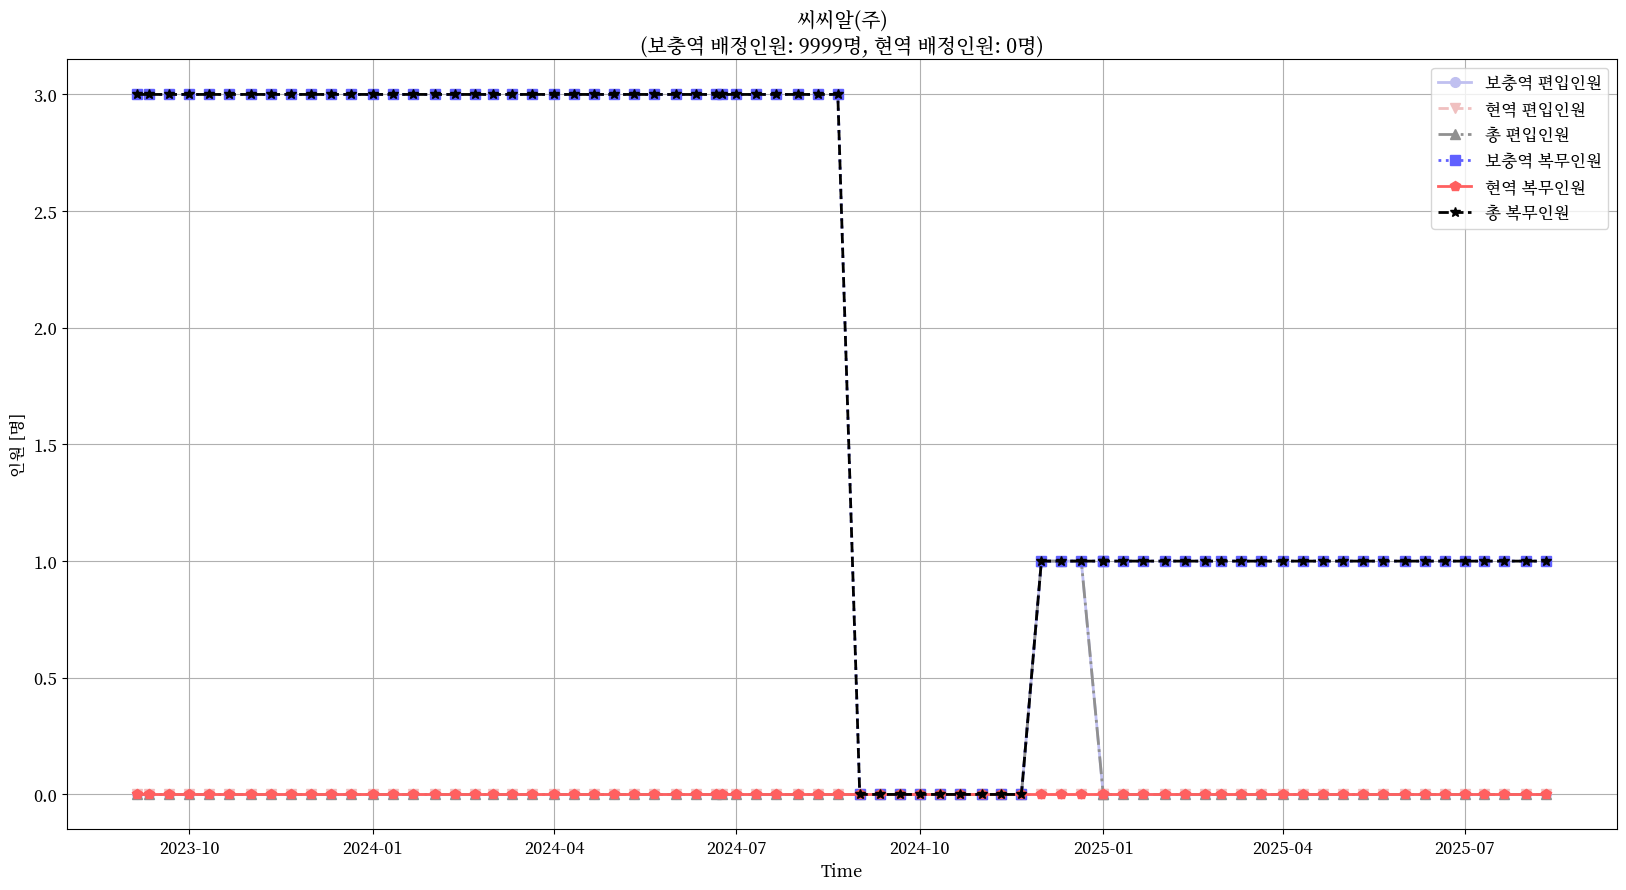 씨씨알(주)
(보충역 배정인원: 9999명, 현역 배정인원: 0명)
보충역 편입인원
현역 편입인원
총 편입인원
보충역 복무인원
현역 복무인원
총 복무인원
3.0
2.5
2.0
1.5
1.0
0.5
0.0
인원 [명]
2023-10
2024-01
2024-04
2024-07
2024-10
2025-01
2025-04
2025-07
Time